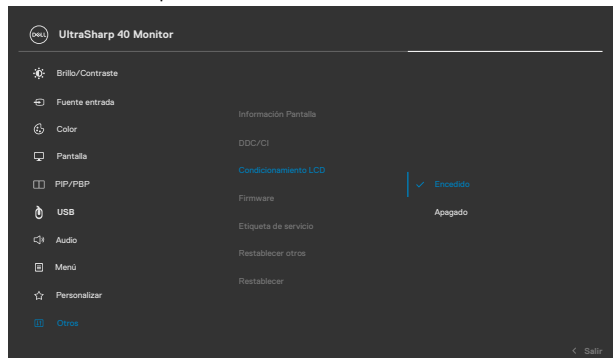 DELL UltraSharp 40 Monitor
Brillo/Contraste
Fuente entrada
Color
Pantalla
PIP/PBP
USB
Audio
Menú
Personalizar
Otros
Información Pantalla
DDC/CI
Condicionamiento LCD
Firmware
Etiqueta de servicio
Restablecer otros
Restablecer
Encedido
Apagado
Salir